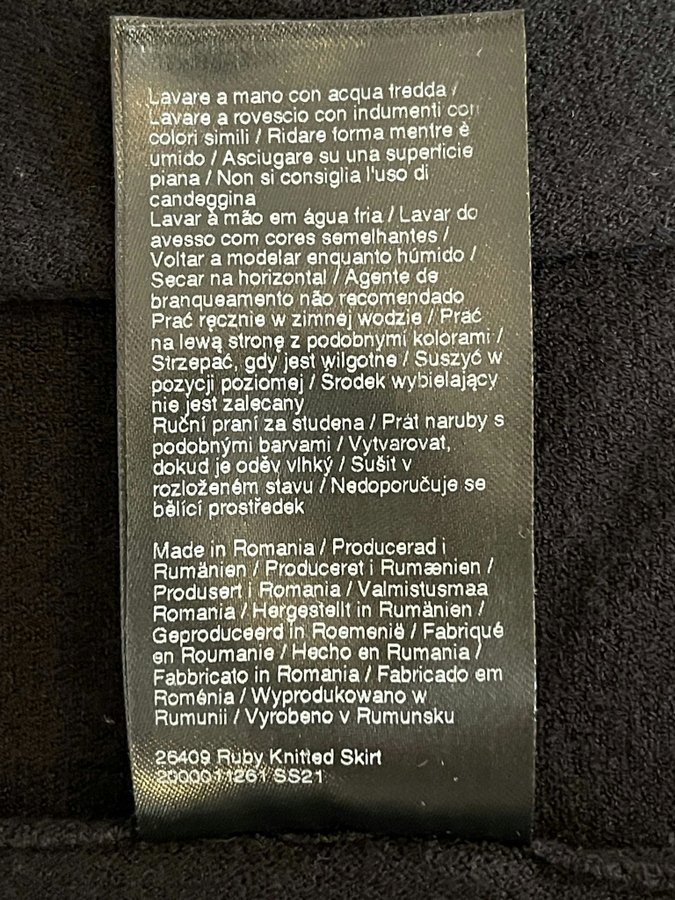 Lavare a mano con acqua fredda /
Lavare a rovescio con indumenti con
colori simili / Ridare forma mentre è
umido / Asciugare su una superficie
piana / Non si consiglia l'uso di
candeggina
Lavar à mão em água fria / Lavar do
avesso com cores semelhantes /
Voltar a modelar enquanto húmido /
Secar na horizontal / Agente de
branqueamento não recomendado
Prać ręcznie w zimnej wodzie / Prać
na lewą stronę z podobnymi kolorami /
Strzepać, gdy jest wilgotne / Suszyć w
pozycji poziomej / Środek wybielający
nie jest zalecany
Ruční praní za studena / Prát naruby s
podobnými barvami / Vytvarovat,
dokud je oděv vlhký / Sušit v
rozloženém stavu / Nedoporučuje se
bělící prostředek
Made in Romania / Producerad i
Rumänien / Produceret i Rumænien /
Produsert i Romania / Valmistusmaa
Romania / Hergestellt in Rumänien /
Geproduceerd in Roemenië / Fabriqué
en Roumanie / Hecho en Rumania /
Fabbricato in Romania / Fabricado em
Roménia / Wyprodukowano w
Rumunii / Vyrobeno v Rumunsku
26409 Ruby Knitted Skirt
2000011261 SS21